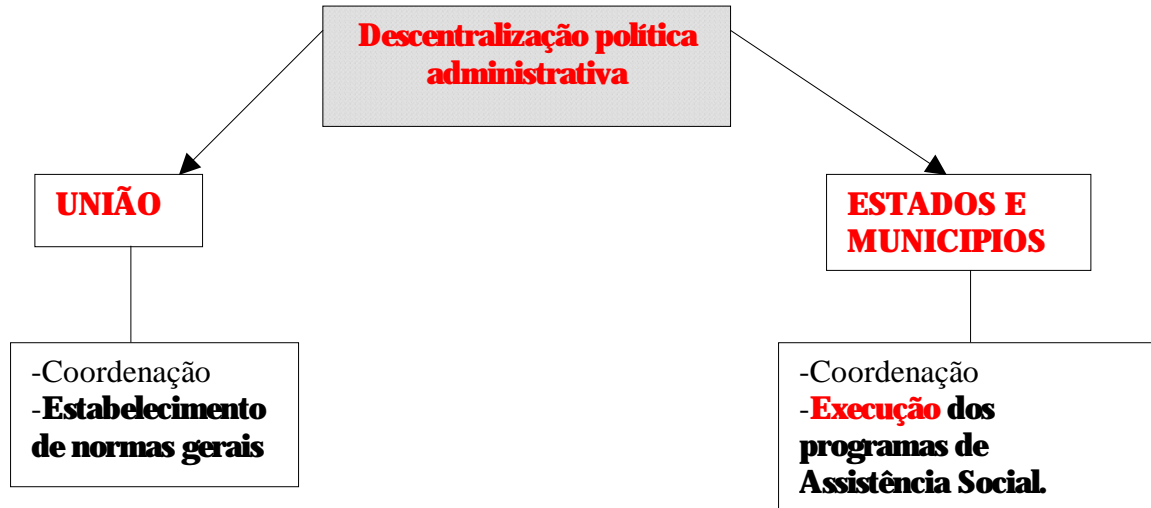 Descentralização política
administrativa
UNIÃO
ESTADOS E
MUNICIPIOS
-Coordenação
-Estabelecimento
de normas gerais
-Coordenação
-Execução dos
programas de
Assistência Social.